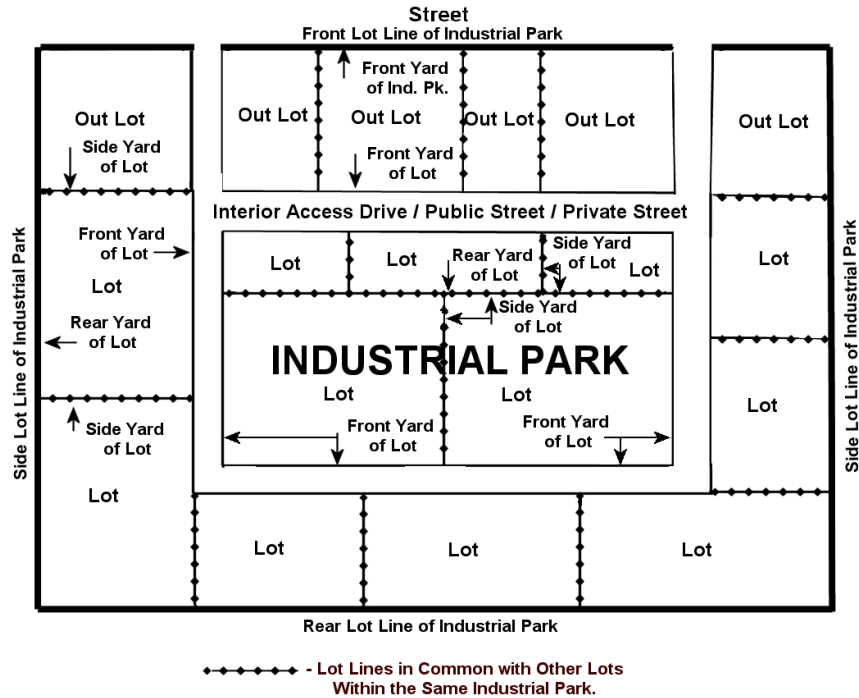 Street
Front Lot Line of Industrial Park
Front Yard
of Ind. Pk.
Out Lot
Out Lot
Out Lot
Out Lot
Out Lot
Out Lot
Side Yard
of Lot
Front Yard
of Lot
Interior Access Drive / Public Street / Private Street
Front Yard
of Lot
Lot
Rear Yard
of Lot
Side Yard
of Lot
Lot
Lot
Lot
Rear Yard
of Lot
Side Yard
of Lot
Lot
Side Yard
of Lot
INDUSTRIAL PARK
Lot
Lot
Front Yard
of Lot
Front Yard
of Lot
Lot
Lot
Lot
Lot
Lot
Side Lot Line of Industrial Park
Side Lot Line of Industrial Park
Rear Lot Line of Industrial Park
- Lot Lines in Common with Other Lots
Within the Same Industrial Park.